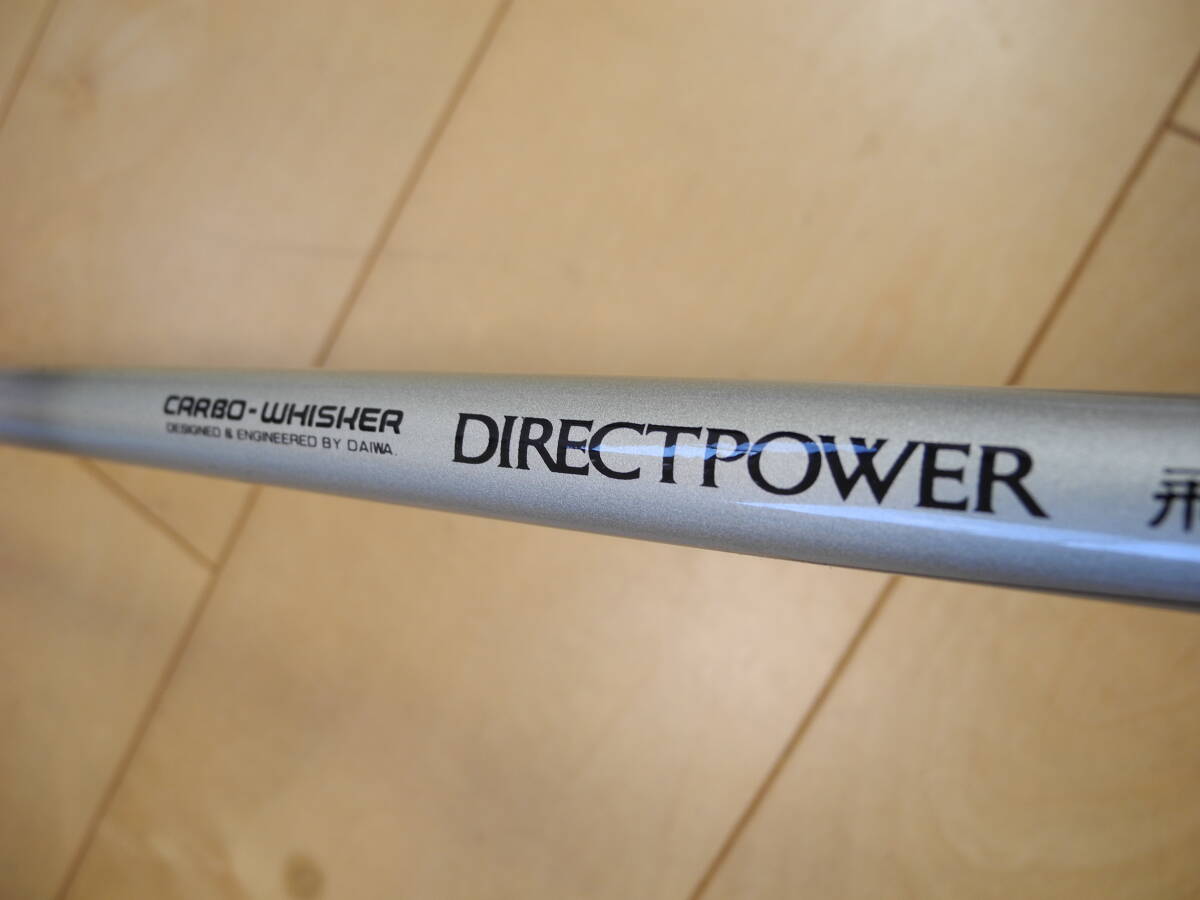 CARBO-WHISKER
DESIGNED & ENGINEERED BY DAIWA.
DIRECTPOWER